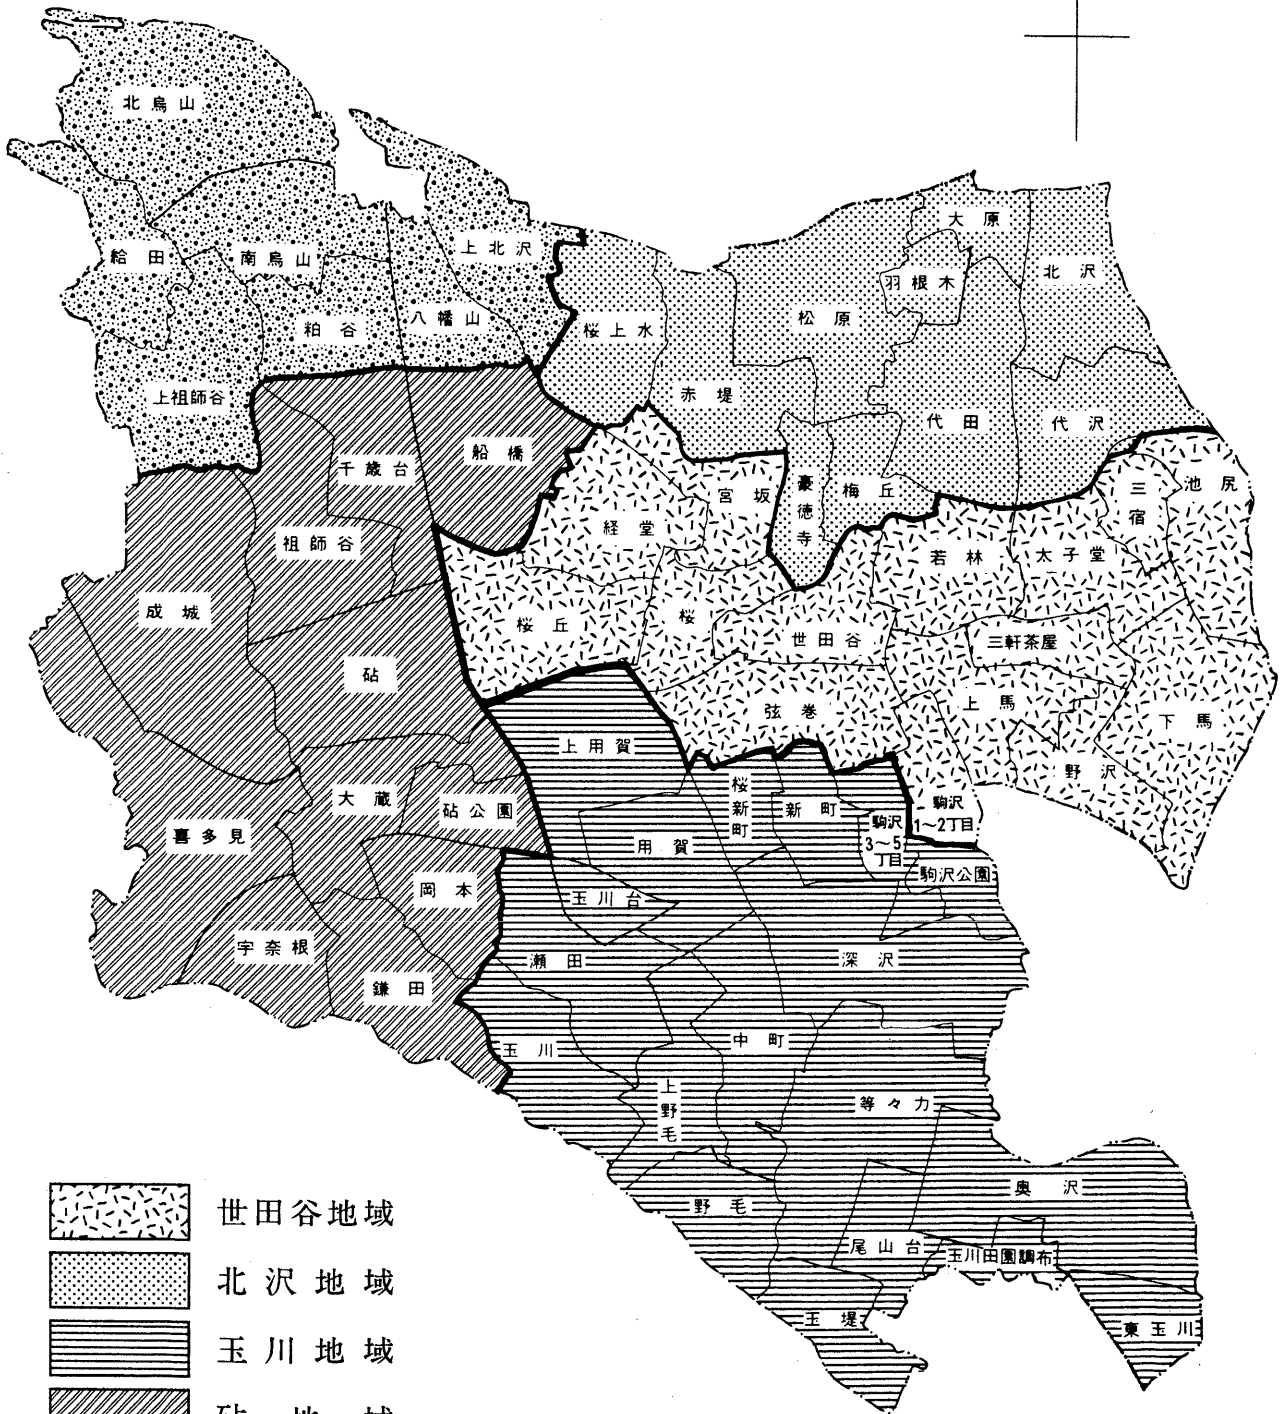 北烏山
給田
南烏山
上北沢
粕谷
八幡山
上祖師谷
大原
羽根木
北沢
桜上水
松原
赤堤
代田
代沢
千歳台
船橋
宮坂
豪徳寺
梅丘
三宿
池尻
祖師谷
経堂
若林
太子堂
成城
桜丘
桜
世田谷
三軒茶屋
砧
弦巻
上馬
下馬
上用賀
野沢
大蔵
砧公園
桜新町
新町
駒沢
1〜2丁目
駒沢
3〜5
丁目
喜多見
用賀
駒沢公園
岡本
玉川台
宇奈根
瀬田
深沢
鎌田
玉川
中町
上野毛
等々力
奥沢
野毛
尾山台
玉川田園調布
玉堤
東玉川
世田谷地域
北沢地域
玉川地域
砧地域